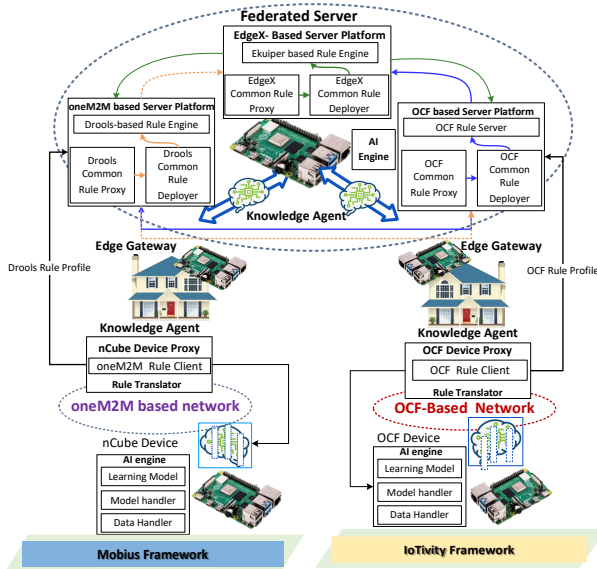 Federated Server
EdgeX- Based Server Platform
Ekuiper based Rule Engine
EdgeX
Common Rule
Proxy
EdgeX
Common Rule
Deployer
oneM2M based Server Platform
Drools-based Rule Engine
Drools
Common
Rule Proxy
Drools
Common
Rule
Deployer
AI
Engine
OCF based Server Platform
OCF Rule Server
OCF
Common
Rule Proxy
OCF
Common
Rule
Deployer
Knowledge Agent
Edge Gateway
Edge Gateway
Drools Rule Profile
OCF Rule Profile
Knowledge Agent
nCube Device Proxy
oneM2M Rule Client
Rule Translator
oneM2M based network
Knowledge Agent
OCF Device Proxy
OCF Rule Client
Rule Translator
OCF-Based Network
nCube Device
AI engine
Learning Model
Model handler
Data Handler
OCF Device
AI engine
Learning Model
Model handler
Data Handler
Mobius Framework
IoTivity Framework